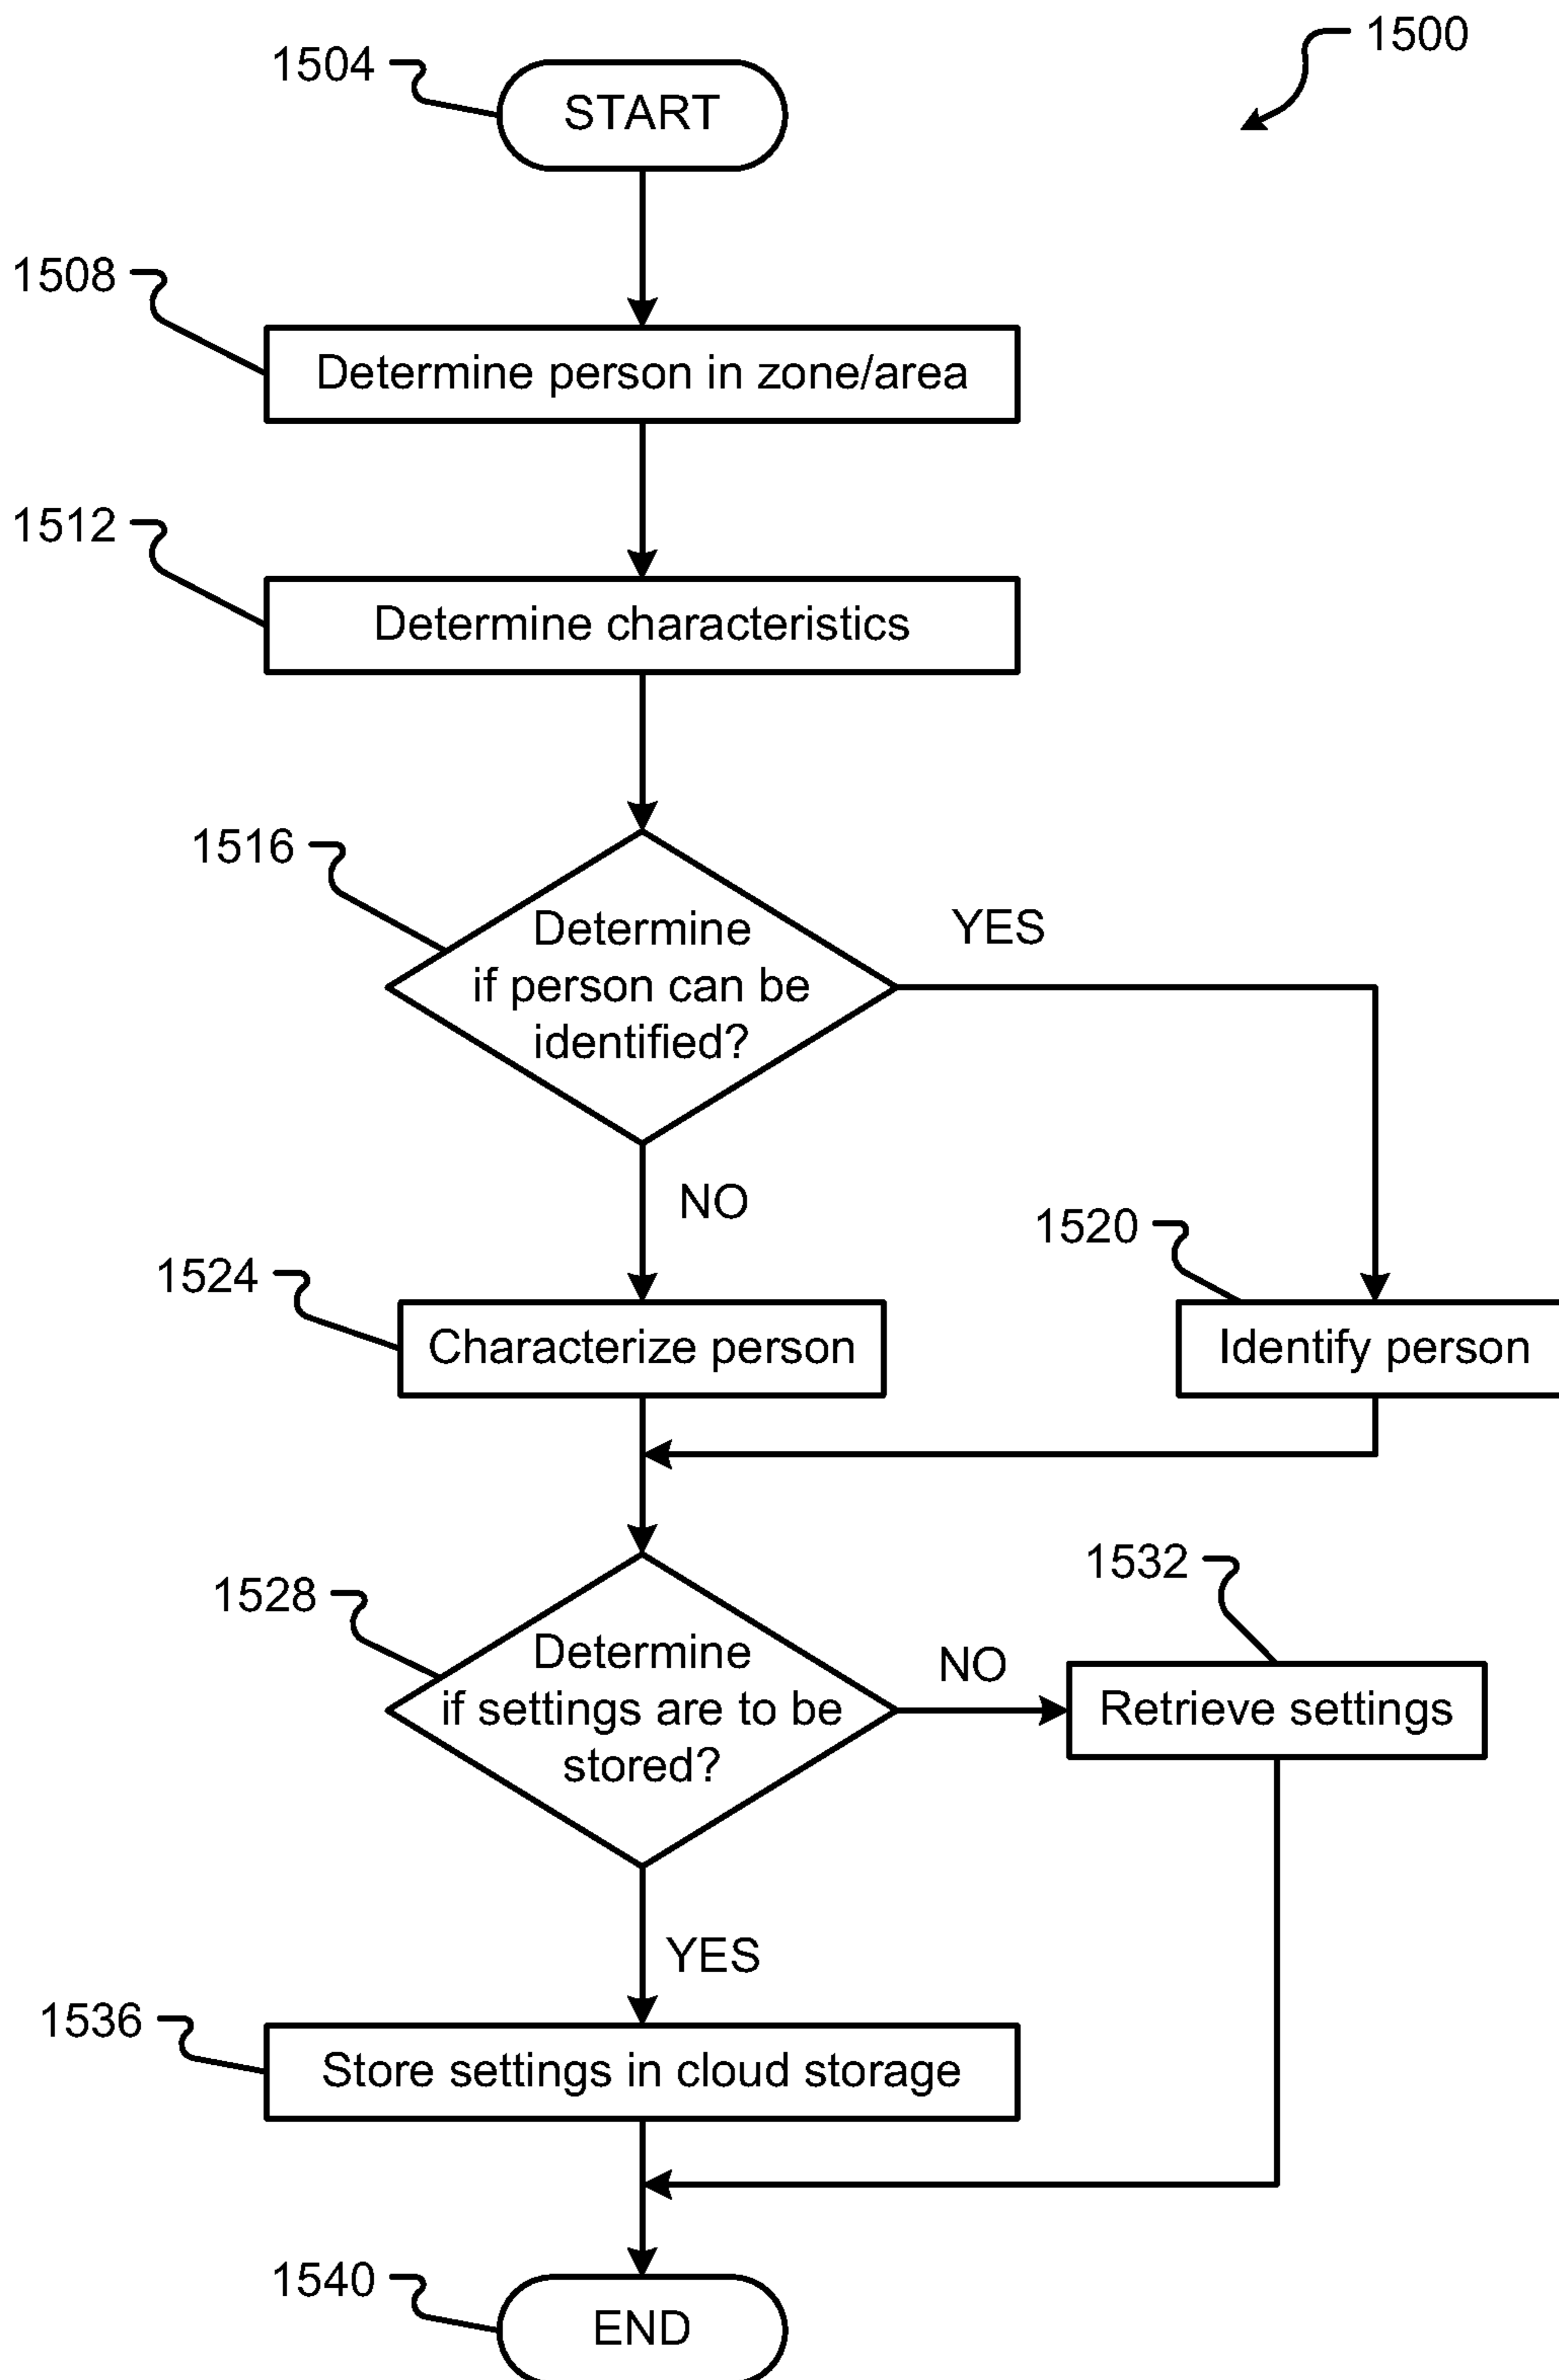 1500
1504
START
1508
Determine person in zone/area
1512
Determine characteristics
1516
Determine
if person can be
identified?
YES
NO
1520
1524
Characterize person
Identify person
1528
Determine
if settings are to be
stored?
NO
1532
Retrieve settings
YES
1536
Store settings in cloud storage
1540
END